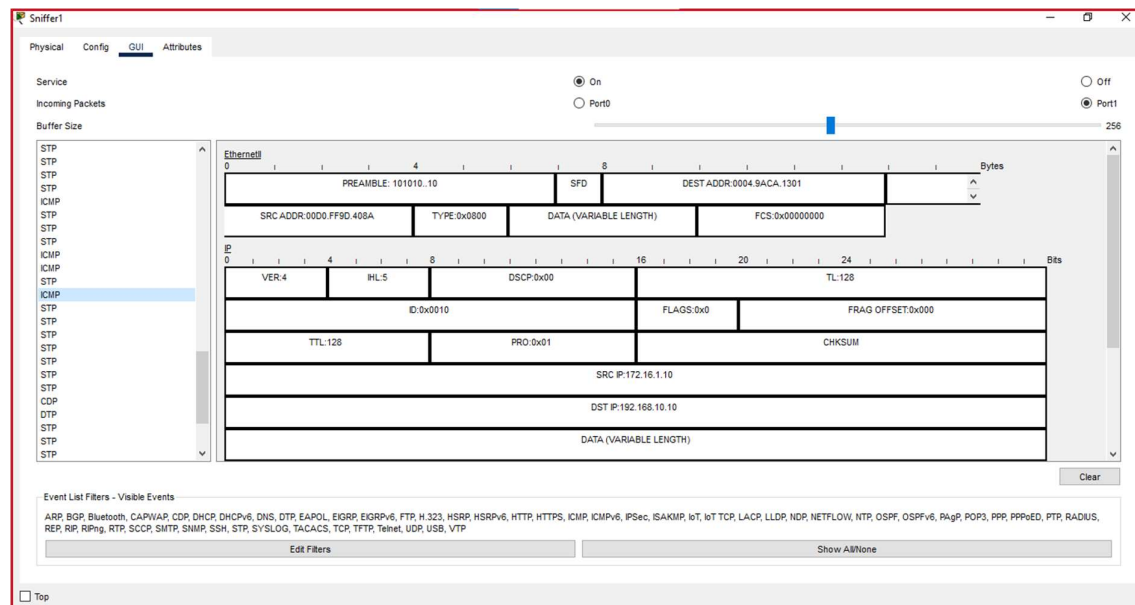 Sniffer1
Physical Config GUI Attributes
Service On Off
Incoming Packets Port0 Port1
Buffer Size 256
STP
STP
STP
STP
ICMP
STP
STP
STP
ICMP
ICMP
STP
ICMP
STP
STP
STP
STP
STP
STP
STP
CDP
DTP
STP
STP
STP
EthernetII
0 4 8 Bytes
PREAMBLE: 101010..10 SFD DEST ADDR:0004.9ACA.1301
SRC ADDR:00D0.FF9D.408A TYPE:0x0800 DATA (VARIABLE LENGTH) FCS:0x00000000
IP
0 4 8 16 20 24 Bits
VER:4 IHL:5 DSCP:0x00 TL:128
ID:0x0010 FLAGS:0x0 FRAG OFFSET:0x000
TTL:128 PRO:0x01 CHKSUM
SRC IP:172.16.1.10
DST IP:192.168.10.10
DATA (VARIABLE LENGTH)
Clear
Event List Filters - Visible Events
ARP, BGP, Bluetooth, CAPWAP, CDP, DHCP, DHCPv6, DNS, DTP, EAPOL, EIGRP, EIGRPv6, FTP, H.323, HSRP, HSRPv6, HTTP, HTTPS, ICMP, ICMPv6, IPSec, ISAKMP, IoT, IoT TCP, LACP, LLDP, NDP, NETFLOW, NTP, OSPF, OSPFv6, PAgP, POP3, PPP, PPPoED, PTP, RADIUS,
REP, RIP, RIPng, RTP, SCCP, SMTP, SNMP, SSH, STP, SYSLOG, TACACS, TCP, TFTP, Telnet, UDP, USB, VTP
Edit Filters Show All/None
Top